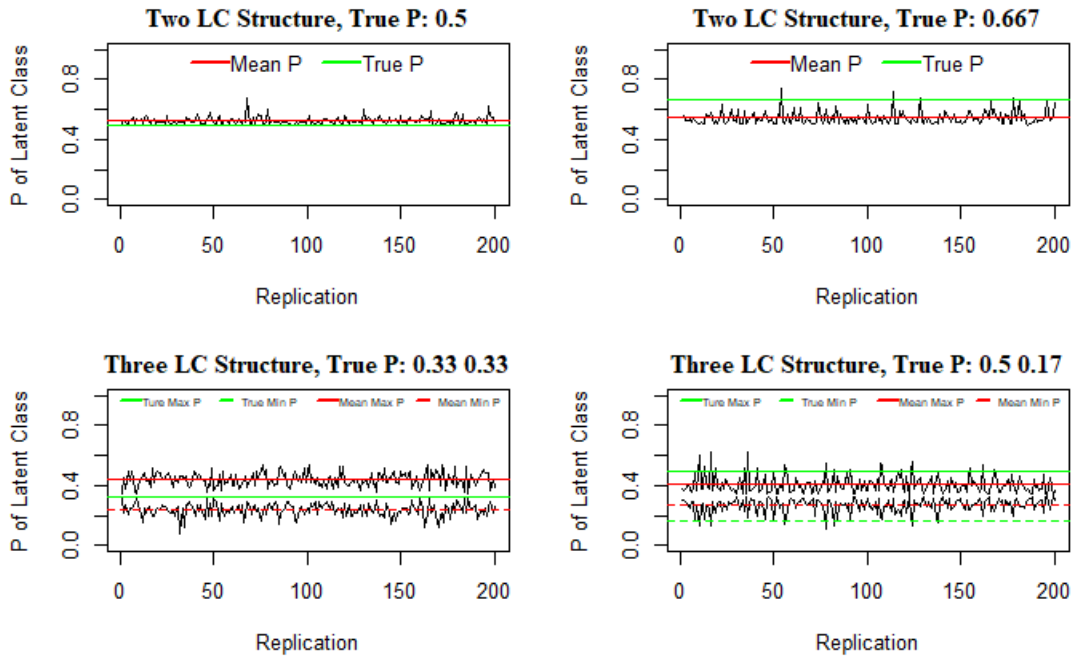 Two LC Structure, True P: 0.5
P of Latent Class
0.8
0.4
0.0
Mean P True P
0 50 100 150 200
Replication
Two LC Structure, True P: 0.667
P of Latent Class
0.8
0.4
0.0
Mean P True P
0 50 100 150 200
Replication
Three LC Structure, True P: 0.33 0.33
P of Latent Class
0.8
0.4
0.0
Ture Max P True Min P Mean Max P Mean Min P
0 50 100 150 200
Replication
Three LC Structure, True P: 0.5 0.17
P of Latent Class
0.8
0.4
0.0
Ture Max P True Min P Mean Max P Mean Min P
0 50 100 150 200
Replication